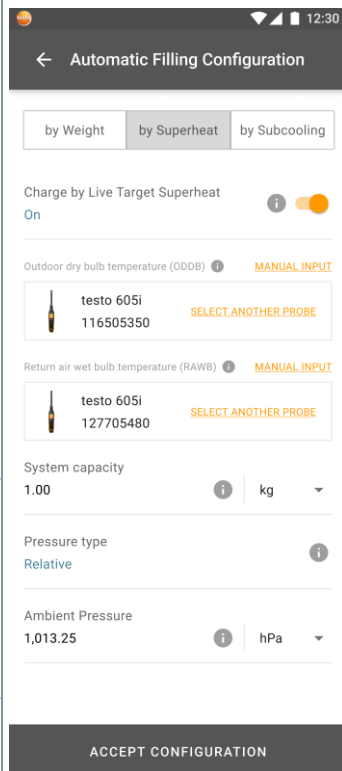 12:30
Automatic Filling Configuration
by Weight by Superheat by Subcooling
Charge by Live Target Superheat
On
Outdoor dry bulb temperature (ODDB) MANUAL INPUT
testo 605i
116505350
SELECT ANOTHER PROBE
Return air wet bulb temperature (RAWB) MANUAL INPUT
testo 605i
127705480
SELECT ANOTHER PROBE
System capacity
1.00 kg
Pressure type
Relative
Ambient Pressure
1,013.25 hPa
ACCEPT CONFIGURATION